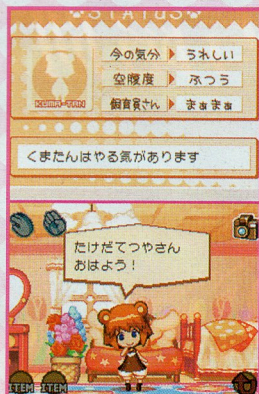 STATUS
今の気分 うれしい
空腹度 ふつう
飼育員さん まぁまぁ
KUMA-TAN
くまたんはやる気があります
たけだてつやさん
おはよう！
ITEM ITEM